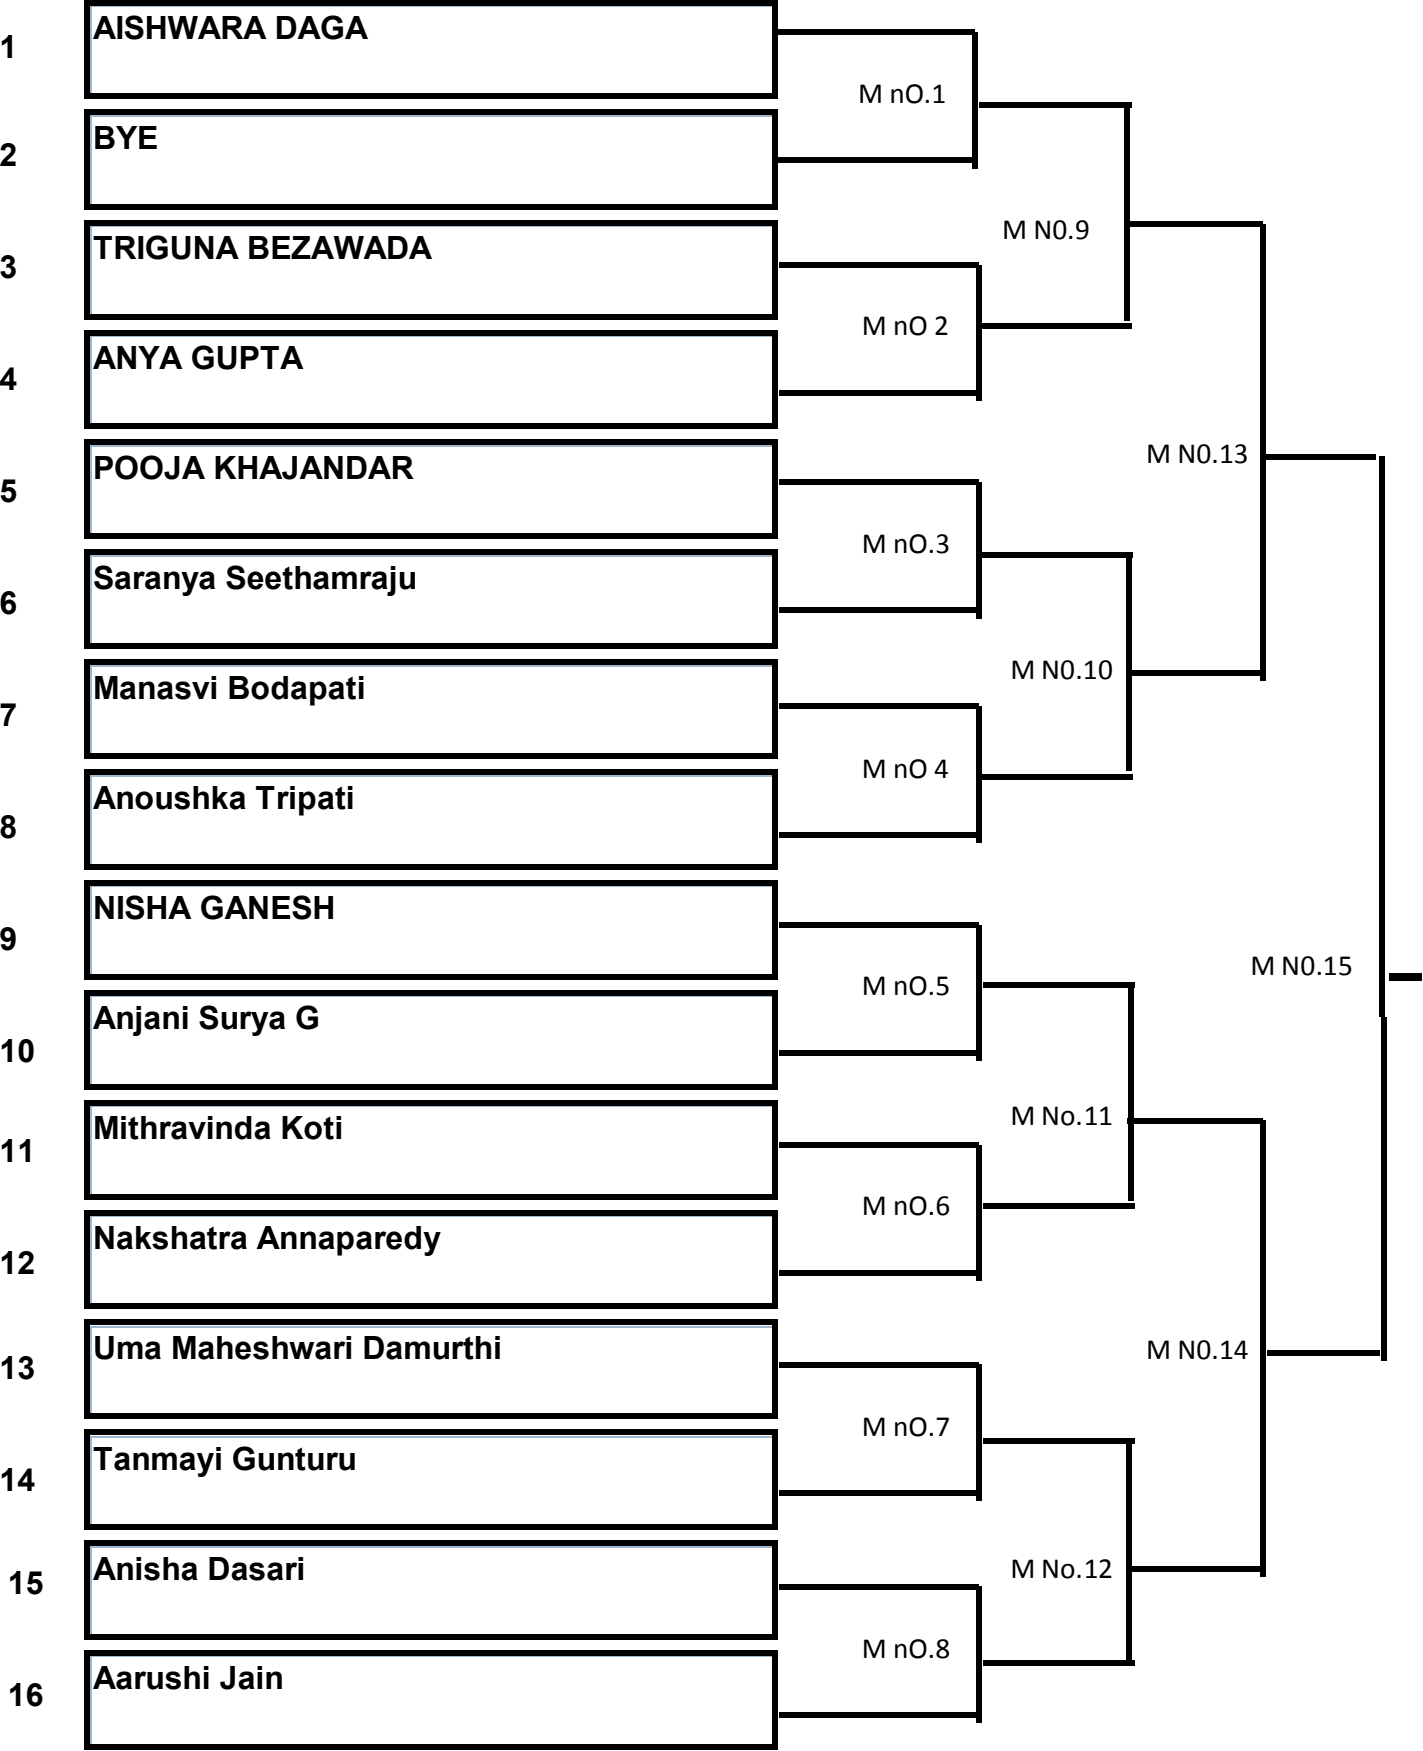 1 AISHWARA DAGA
M nO.1
2 BYE
M N0.9
3 TRIGUNA BEZAWADA
M nO 2
4 ANYA GUPTA
M N0.13
5 POOJA KHAJANDAR
M nO.3
6 Saranya Seethamraju
M N0.10
7 Manasvi Bodapati
M nO 4
8 Anoushka Tripati
9 NISHA GANESH
M N0.15
M nO.5
10 Anjani Surya G
M No.11
11 Mithravinda Koti
M nO.6
12 Nakshatra Annaparedy
13 Uma Maheshwari Damurthi
M N0.14
M nO.7
14 Tanmayi Gunturu
M No.12
15 Anisha Dasari
M nO.8
16 Aarushi Jain